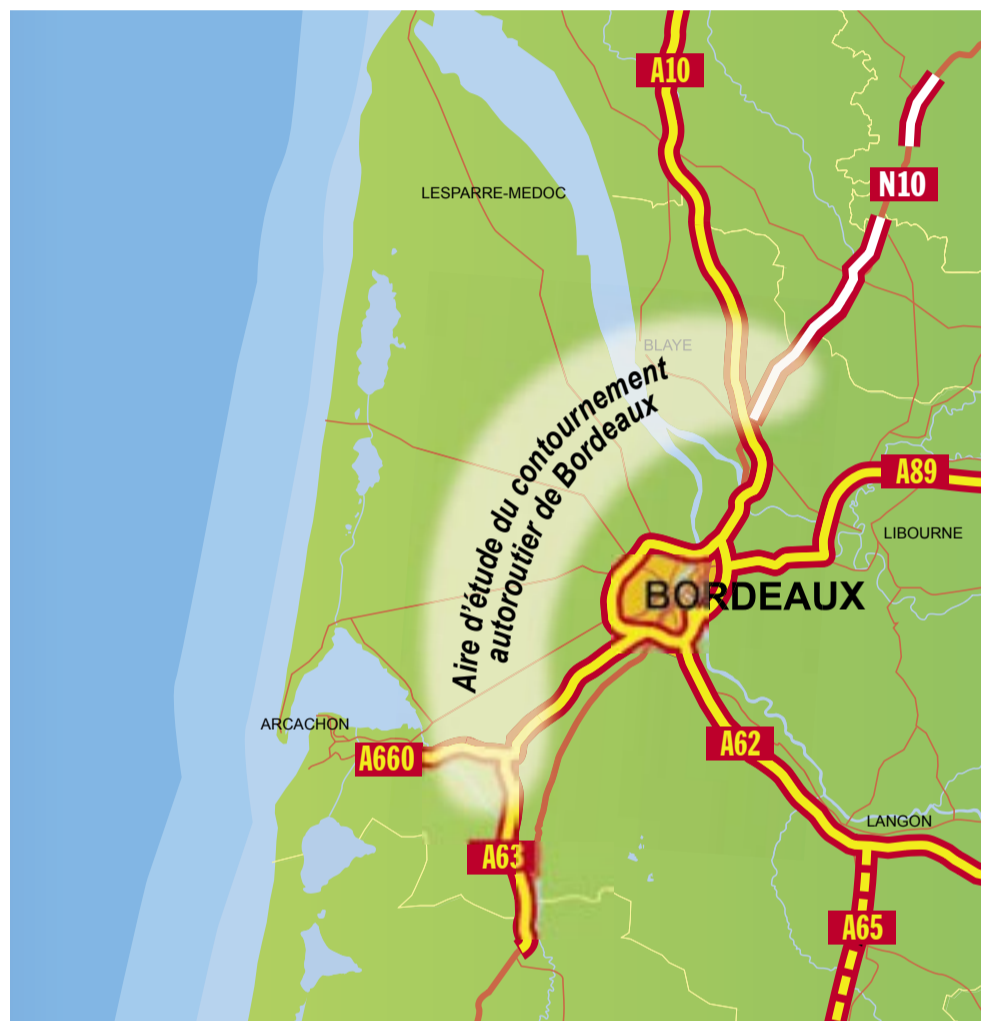 A10
N10
LESPARRE-MEDOC
BLAYE
Aire d'étude du contournement
autoroutier de Bordeaux
A89
LIBOURNE
BORDEAUX
ARCACHON
A660
A62
LANGON
A63
A65